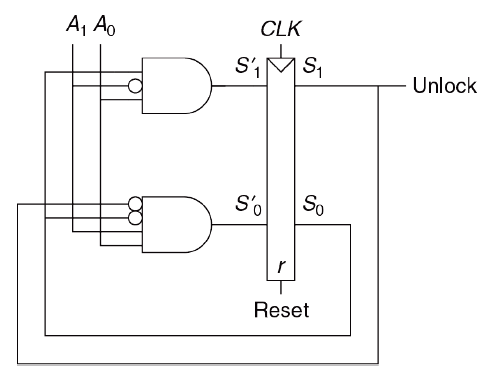 A₁ A₀
CLK
S'₁ S₁
Unlock
S'₀ S₀
r
Reset